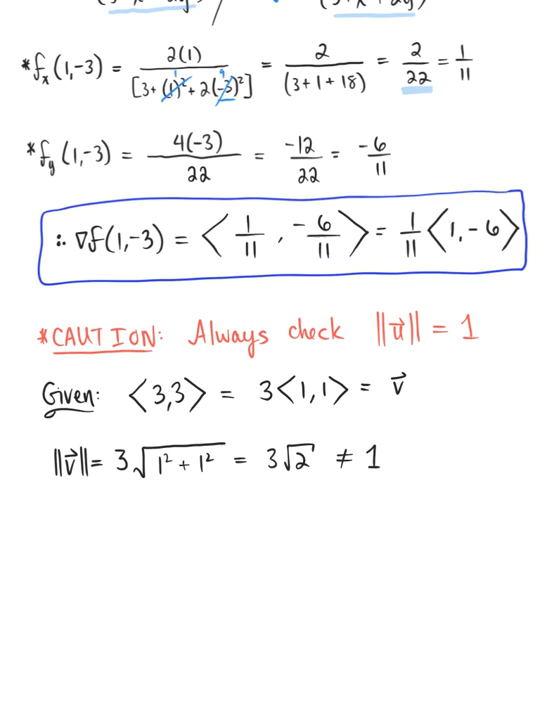 *fₓ(1,-3) = 2(1) / [3+(1)²+2(-3)²] = 2 / (3+1+18) = 2/22 = 1/11
*f_y(1,-3) = 4(-3) / 22 = -12/22 = -6/11
∴ ∇f(1,-3) = ⟨1/11, -6/11⟩ = 1/11 ⟨1,-6⟩
*CAUTION: Always check ||u⃗|| = 1
Given: ⟨3,3⟩ = 3⟨1,1⟩ = v⃗
||v⃗|| = 3√(1²+1²) = 3√2 ≠ 1